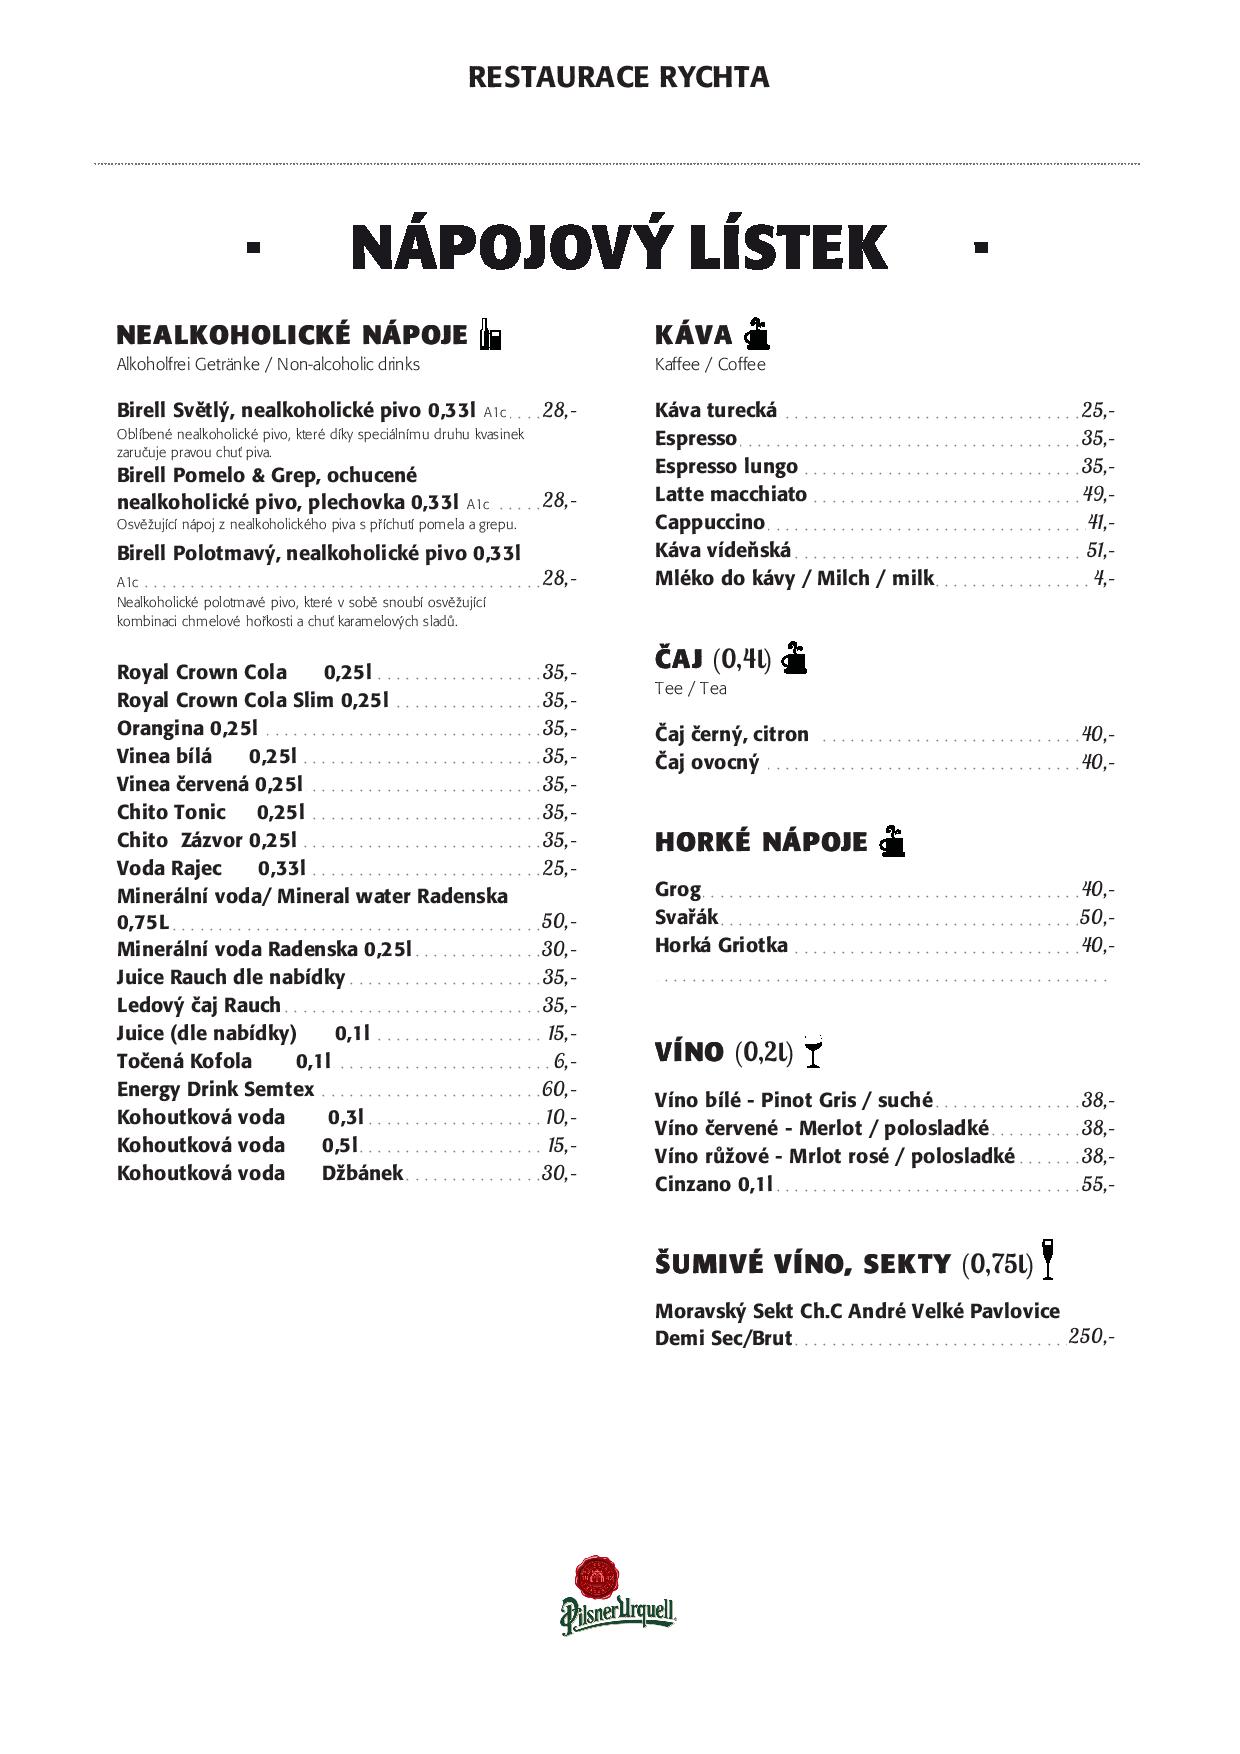 RESTAURACE RYCHTA
- NÁPOJOVÝ LÍSTEK -
NEALKOHOLICKÉ NÁPOJE
Alkoholfrei Getränke / Non-alcoholic drinks
Birell Světlý, nealkoholické pivo 0,33l A1c....28,-
Oblíbené nealkoholické pivo, které díky speciálnímu druhu kvasinek
zaručuje pravou chuť piva.
Birell Pomelo & Grep, ochucené
nealkoholické pivo, plechovka 0,33l A1c .....28,-
Osvěžující nápoj z nealkoholického piva s příchutí pomela a grepu.
Birell Polotmavý, nealkoholické pivo 0,33l
A1c ..........28,-
Nealkoholické polotmavé pivo, které v sobě snoubí osvěžující
kombinaci chmelové hořkosti a chuť karamelových sladů.
Royal Crown Cola 0,25l ..........35,-
Royal Crown Cola Slim 0,25l ..........35,-
Orangina 0,25l ..........35,-
Vinea bílá 0,25l ..........35,-
Vinea červená 0,25l ..........35,-
Chito Tonic 0,25l ..........35,-
Chito Zázvor 0,25l ..........35,-
Voda Rajec 0,33l ..........25,-
Minerální voda/ Mineral water Radenska
0,75L ..........50,-
Minerální voda Radenska 0,25l ..........30,-
Juice Rauch dle nabídky ..........35,-
Ledový čaj Rauch ..........35,-
Juice (dle nabídky) 0,1l ..........15,-
Točená Kofola 0,1l ..........6,-
Energy Drink Semtex ..........60,-
Kohoutková voda 0,3l ..........10,-
Kohoutková voda 0,5l ..........15,-
Kohoutková voda Džbánek ..........30,-
KÁVA
Kaffee / Coffee
Káva turecká ..........25,-
Espresso ..........35,-
Espresso lungo ..........35,-
Latte macchiato ..........49,-
Cappuccino ..........41,-
Káva vídeňská ..........51,-
Mléko do kávy / Milch / milk ..........4,-
ČAJ (0,4l)
Tee / Tea
Čaj černý, citron ..........40,-
Čaj ovocný ..........40,-
HORKÉ NÁPOJE
Grog ..........40,-
Svařák ..........50,-
Horká Griotka ..........40,-
VÍNO (0,2l)
Víno bílé - Pinot Gris / suché ..........38,-
Víno červené - Merlot / polosladké ..........38,-
Víno růžové - Mrlot rosé / polosladké .......38,-
Cinzano 0,1l ..........55,-
ŠUMIVÉ VÍNO, SEKTY (0,75l)
Moravský Sekt Ch.C André Velké Pavlovice
Demi Sec/Brut ..........250,-
Pilsner Urquell